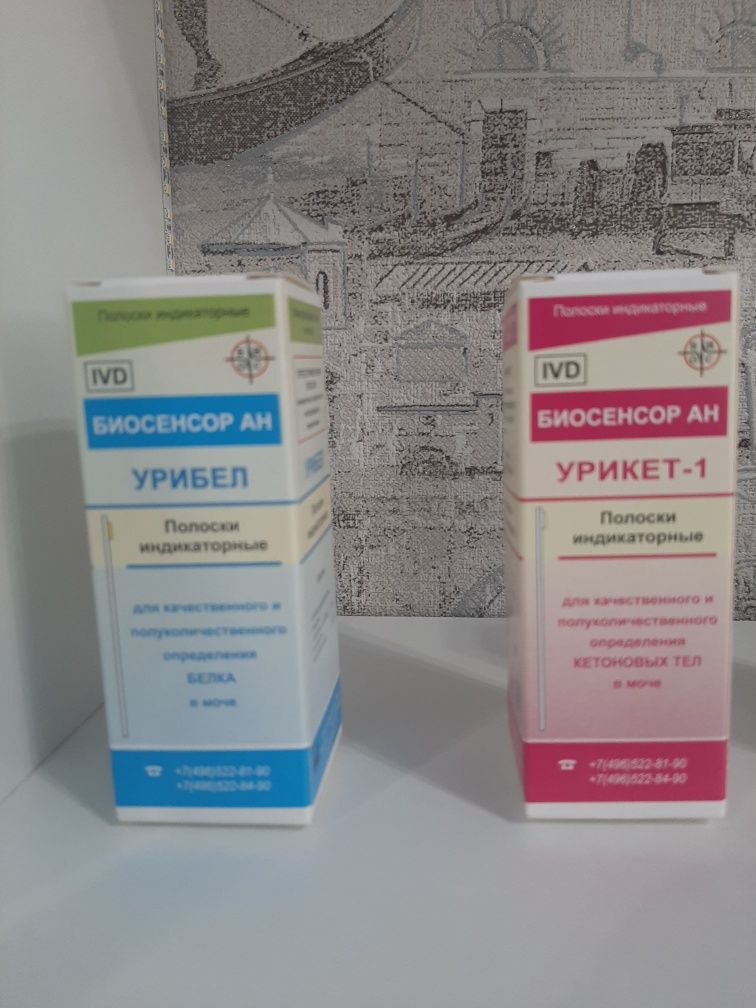 Полоски индикаторные
IVD
БИОСЕНСОР АН
УРИБЕЛ
Полоски
индикаторные
для качественного и
полуколичественного
определения
БЕЛКА
в моче
+7(496)522-81-90
+7(496)522-84-90
Полоски индикаторные
IVD
БИОСЕНСОР АН
УРИКЕТ-1
Полоски
индикаторные
для качественного и
полуколичественного
определения
КЕТОНОВЫХ ТЕЛ
в моче
+7(496)522-81-90
+7(496)522-84-90